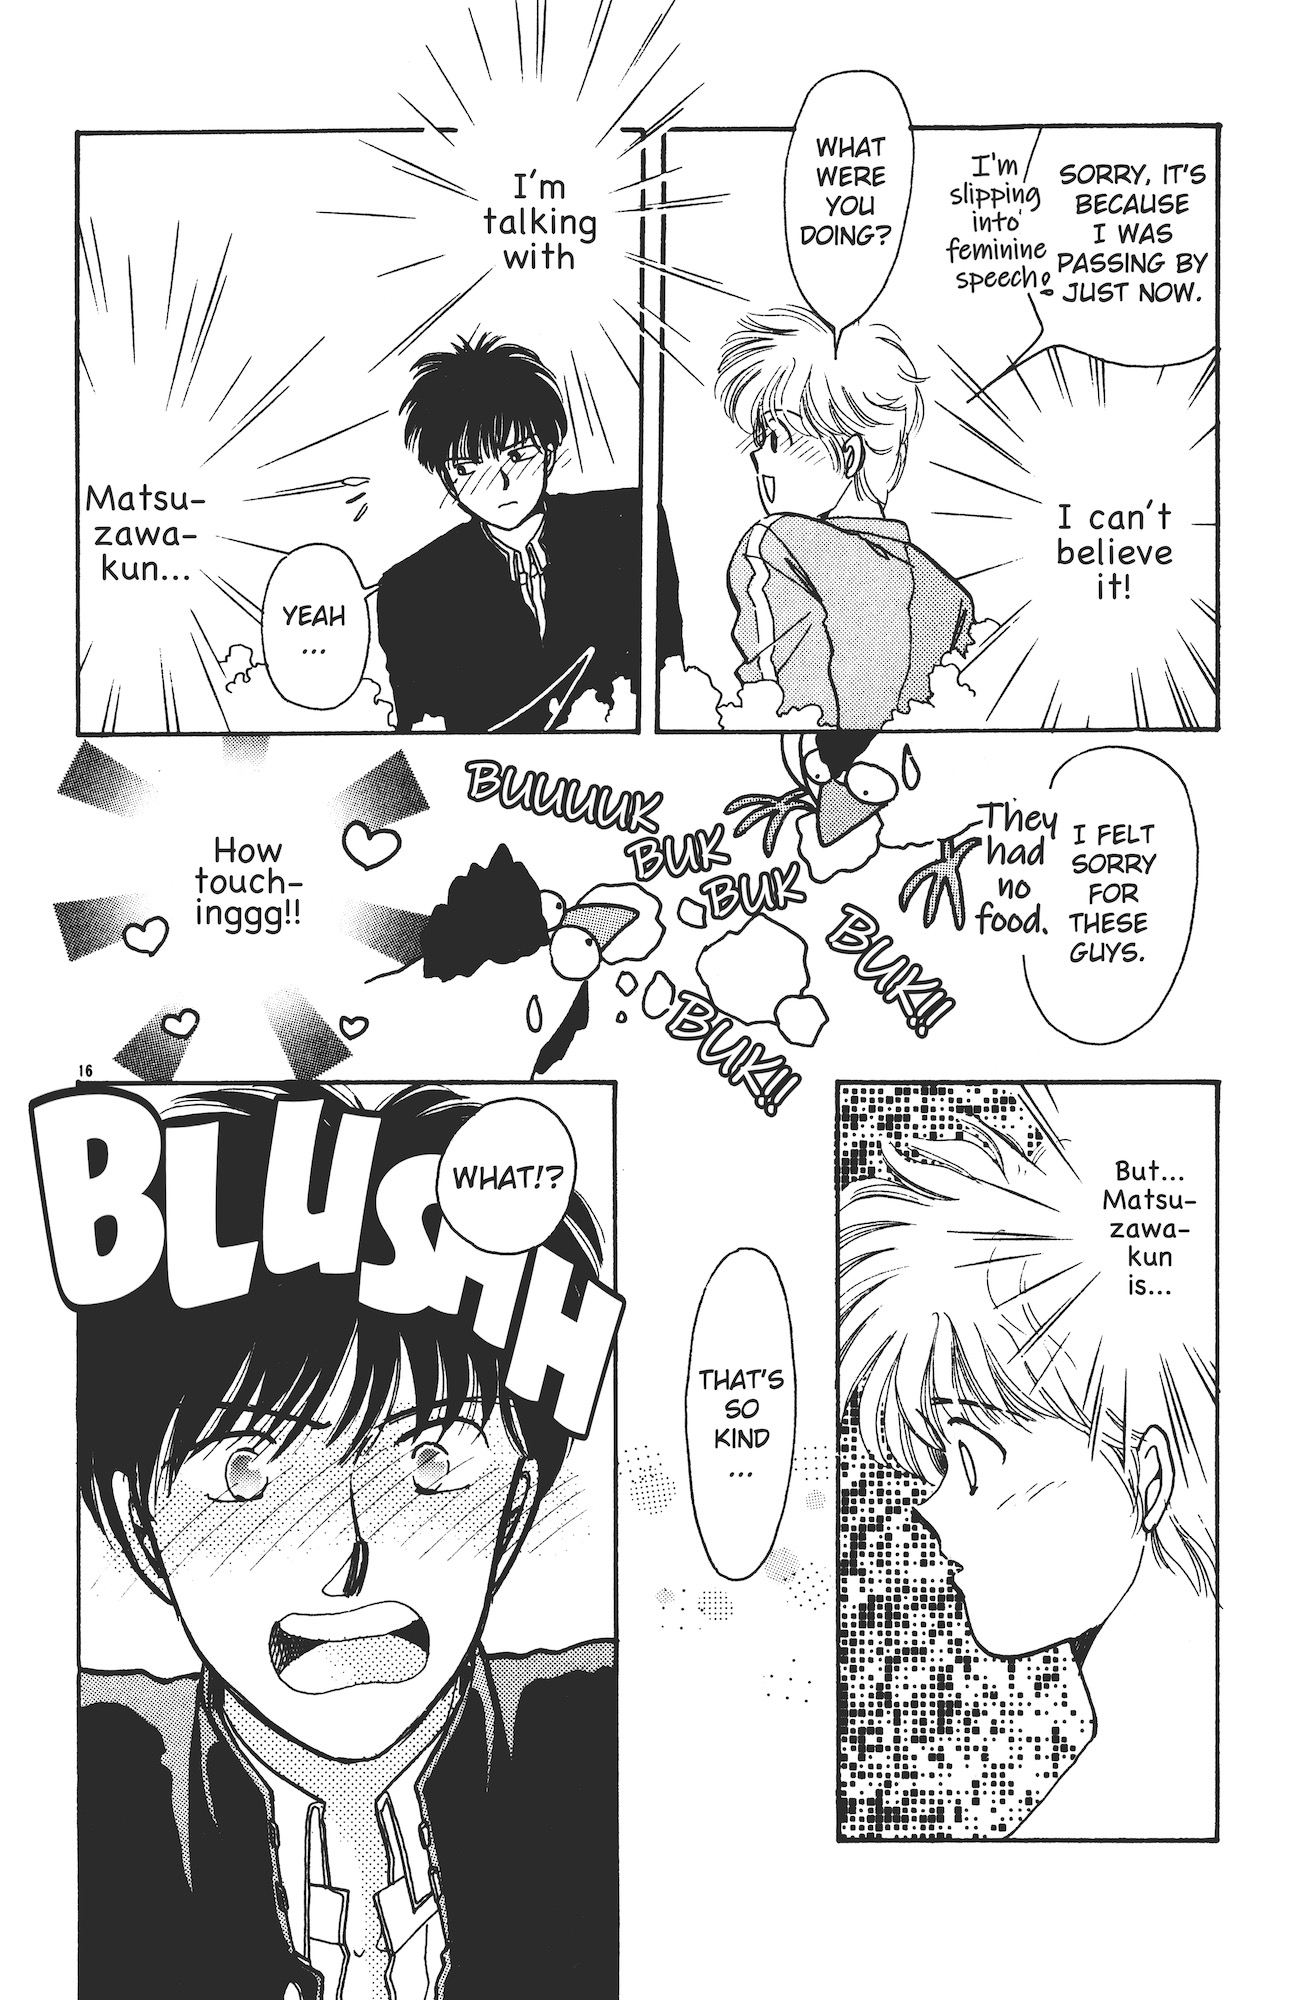 SORRY, IT'S
BECAUSE
I WAS
PASSING BY
JUST NOW.
I'm
slipping
into
feminine
speech!
WHAT
WERE
YOU
DOING?
I can't
believe
it!
I'm
talking
with
YEAH
...
Matsu-
zawa-
kun...
I FELT
SORRY
FOR
THESE
GUYS.
They
had
no
food.
BUK!!
BUUUUK
BUK
BUK
BUK!!
How
touch-
inggg!!
16
But...
Matsu-
zawa-
kun
is...
THAT'S
SO
KIND
...
WHAT!?
BLUSHH